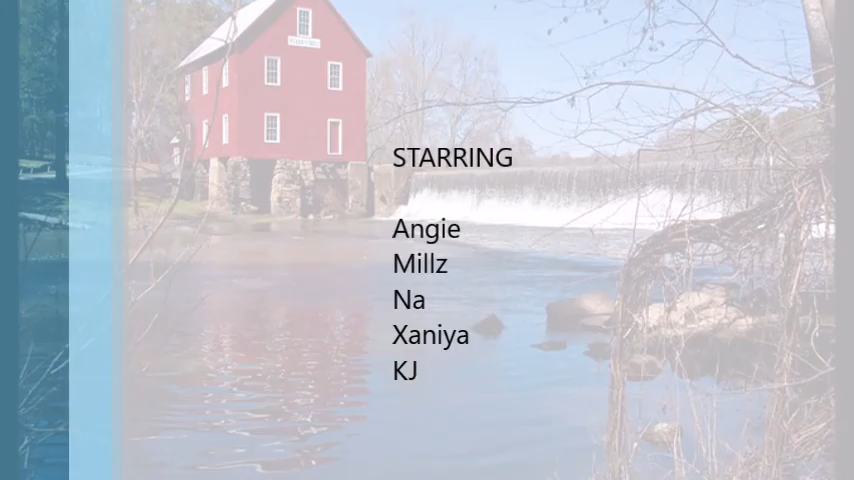 STARRING
Angie
Millz
Na
Xaniya
KJ